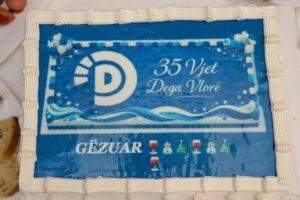 D
35 Vjet
Dega Vlorë
GËZUAR 🍷⛄🎄🍷🎄🍷